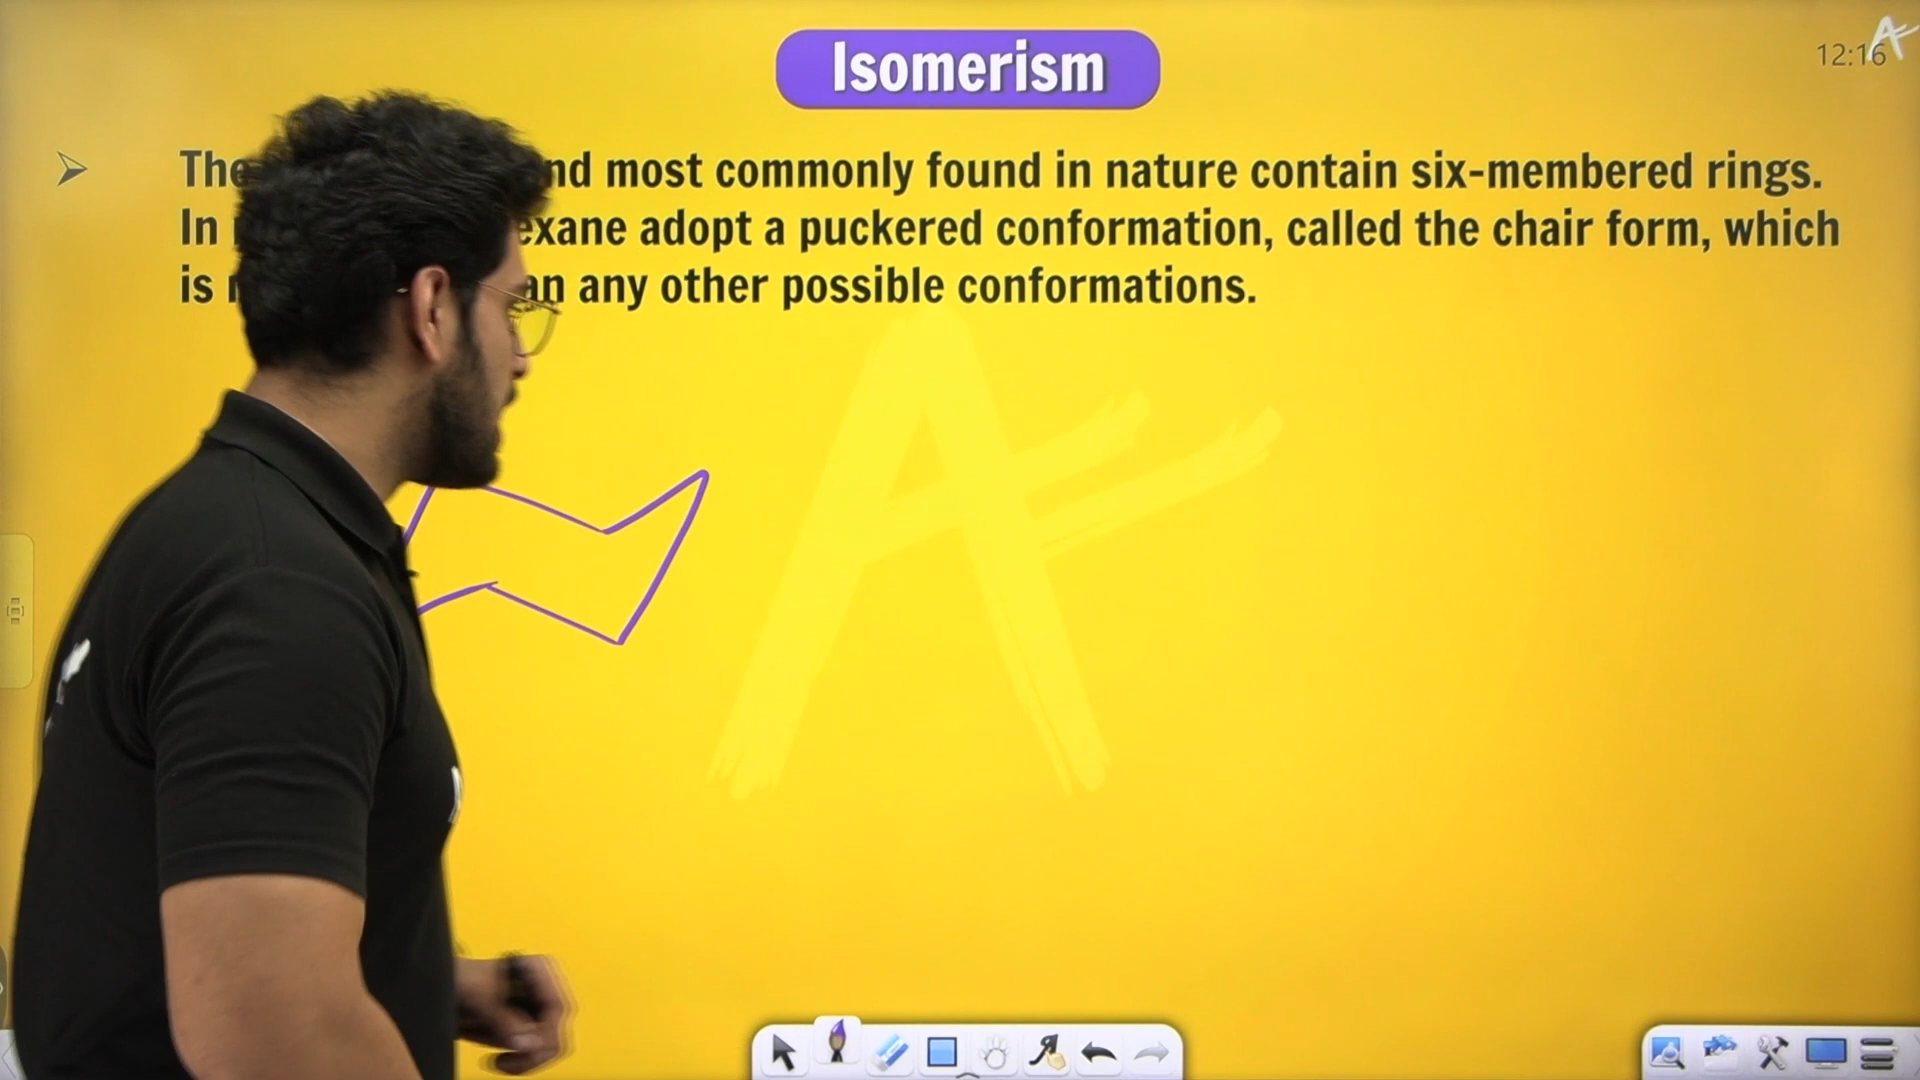 Isomerism
12:16
The nd most commonly found in nature contain six-membered rings.
In exane adopt a puckered conformation, called the chair form, which
is an any other possible conformations.